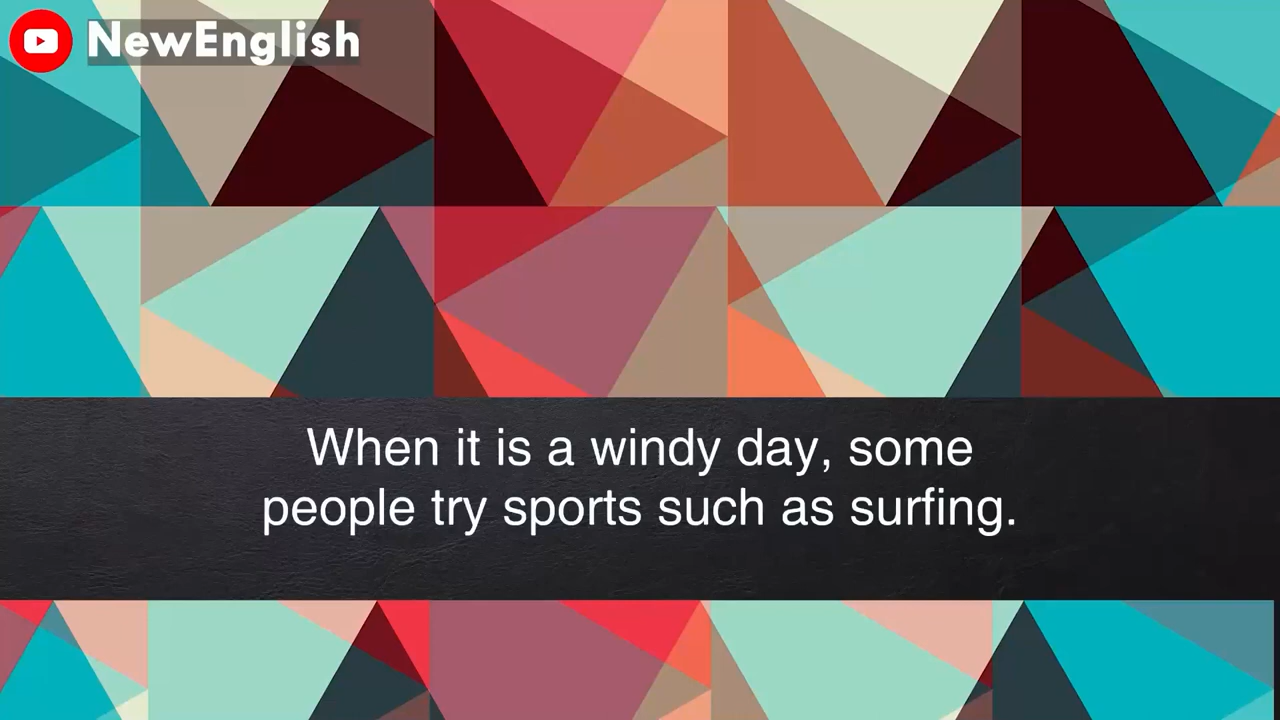 NewEnglish
When it is a windy day, some
people try sports such as surfing.